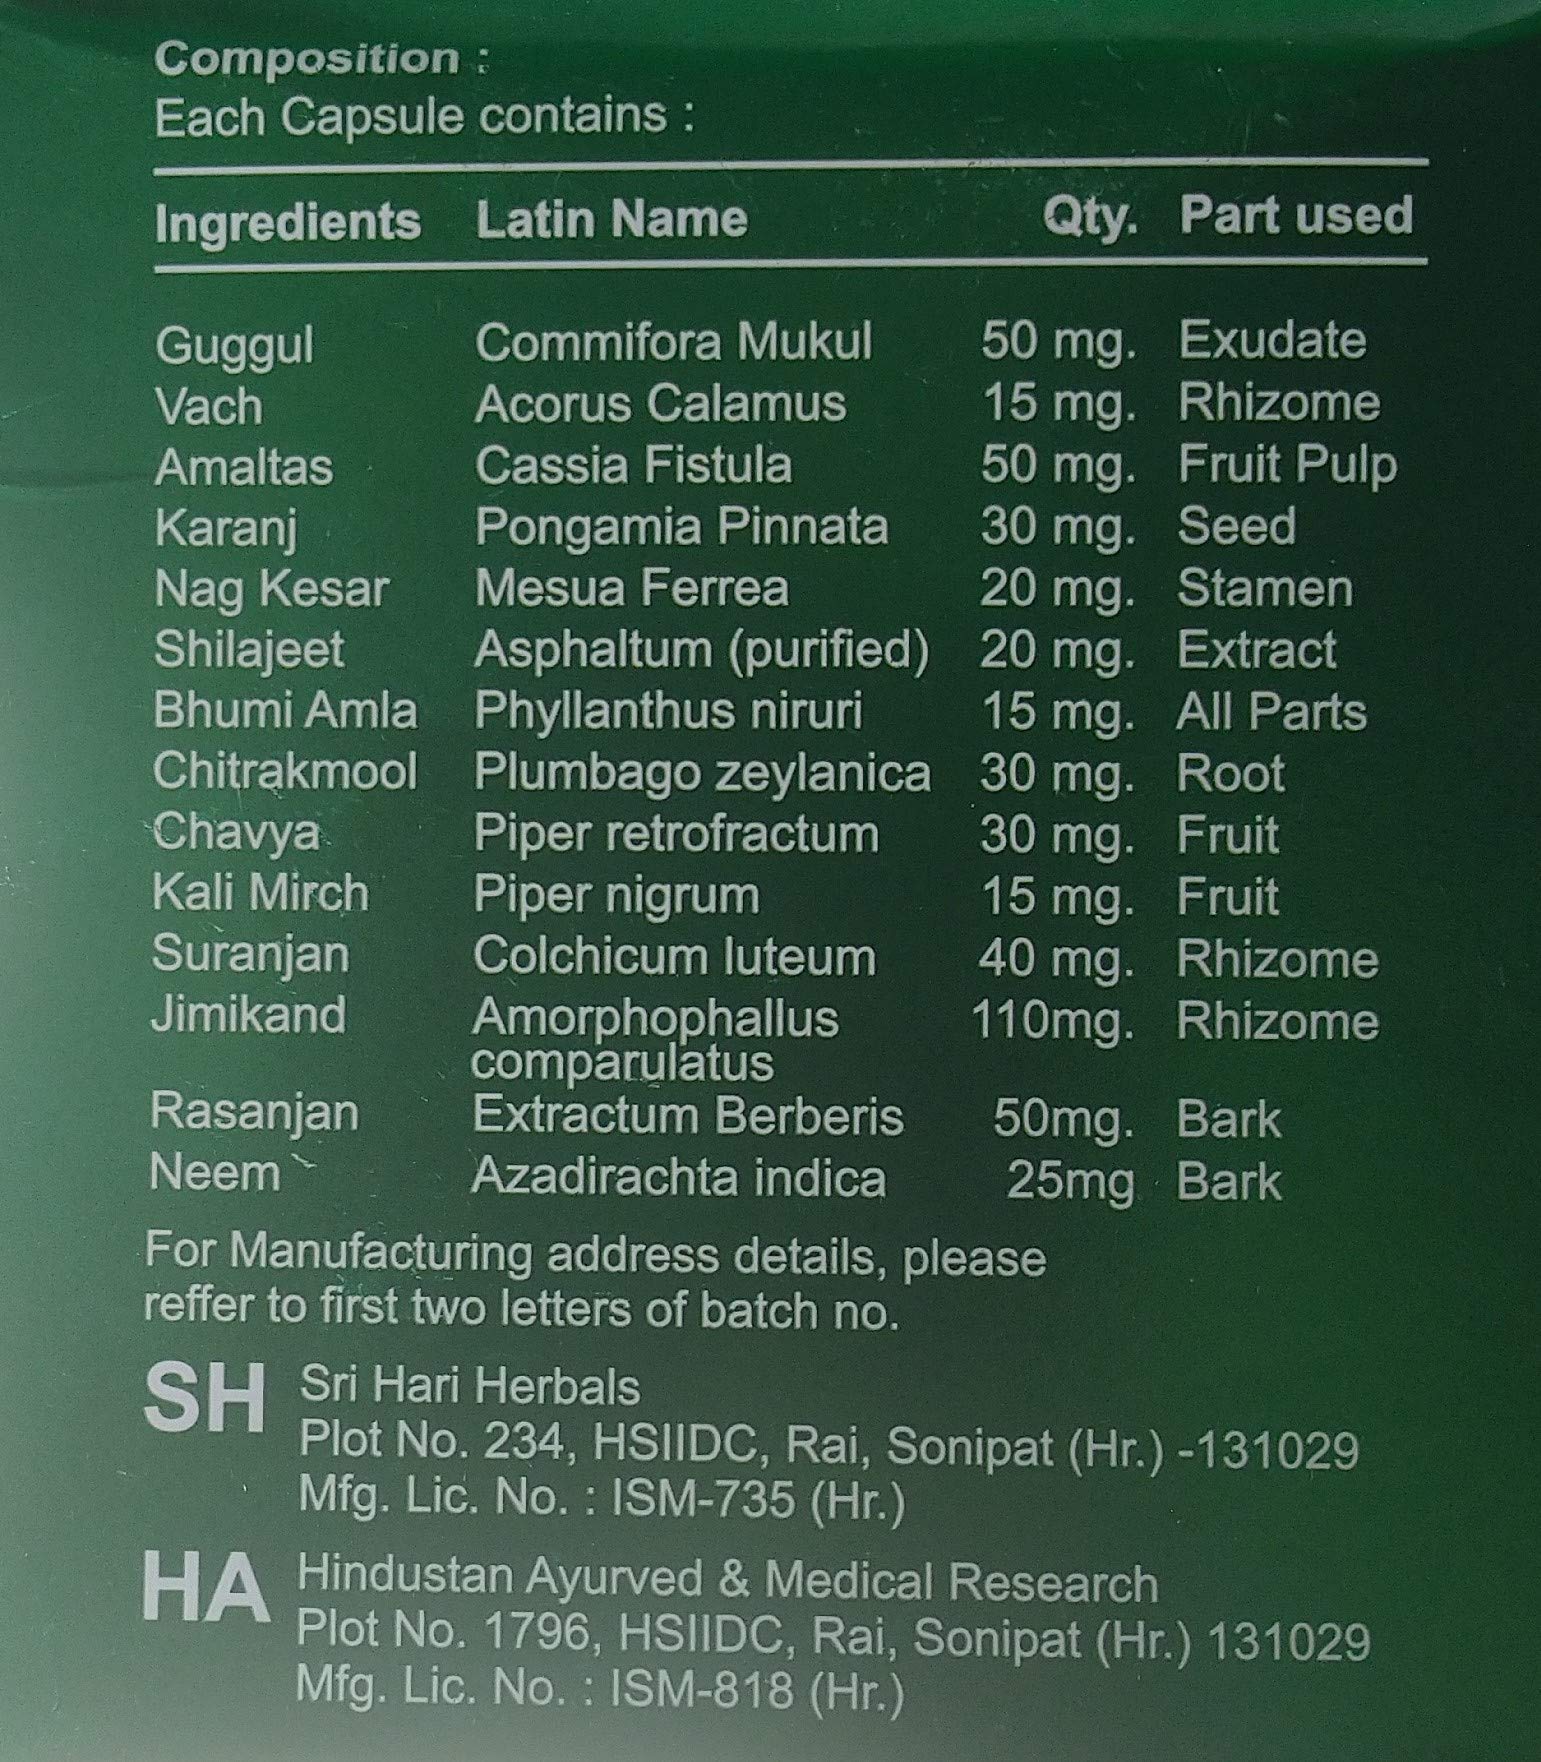 Composition :
Each Capsule contains :
Ingredients Latin Name Qty. Part used
Guggul Commifora Mukul 50 mg. Exudate
Vach Acorus Calamus 15 mg. Rhizome
Amaltas Cassia Fistula 50 mg. Fruit Pulp
Karanj Pongamia Pinnata 30 mg. Seed
Nag Kesar Mesua Ferrea 20 mg. Stamen
Shilajeet Asphaltum (purified) 20 mg. Extract
Bhumi Amla Phyllanthus niruri 15 mg. All Parts
Chitrakmool Plumbago zeylanica 30 mg. Root
Chavya Piper retrofractum 30 mg. Fruit
Kali Mirch Piper nigrum 15 mg. Fruit
Suranjan Colchicum luteum 40 mg. Rhizome
Jimikand Amorphophallus 110mg. Rhizome
comparulatus
Rasanjan Extractum Berberis 50mg. Bark
Neem Azadirachta indica 25mg Bark
For Manufacturing address details, please
reffer to first two letters of batch no.
SH Sri Hari Herbals
Plot No. 234, HSIIDC, Rai, Sonipat (Hr.) -131029
Mfg. Lic. No. : ISM-735 (Hr.)
HA Hindustan Ayurved & Medical Research
Plot No. 1796, HSIIDC, Rai, Sonipat (Hr.) 131029
Mfg. Lic. No. : ISM-818 (Hr.)